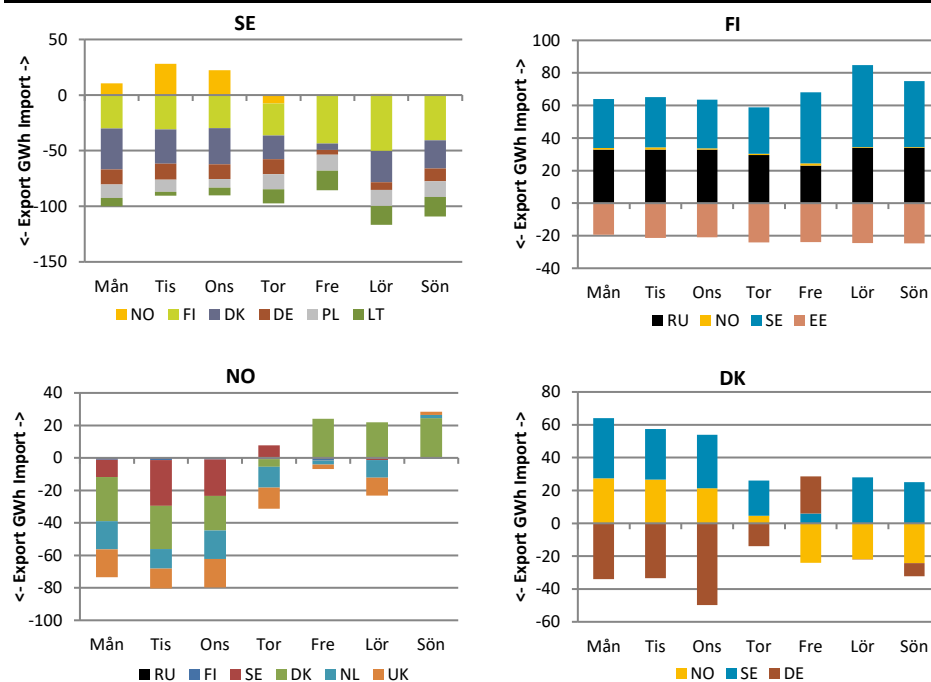 SE
<- Export GWh Import ->
50
0
-50
-100
-150
Mån Tis Ons Tor Fre Lör Sön
NO FI DK DE PL LT
FI
<- Export GWh Import ->
100
80
60
40
20
0
-20
-40
Mån Tis Ons Tor Fre Lör Sön
RU NO SE EE
NO
<- Export GWh Import ->
40
20
0
-20
-40
-60
-80
-100
Mån Tis Ons Tor Fre Lör Sön
RU FI SE DK NL UK
DK
<- Export GWh Import ->
80
60
40
20
0
-20
-40
-60
Mån Tis Ons Tor Fre Lör Sön
NO SE DE